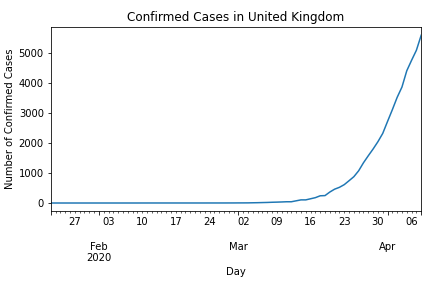 Confirmed Cases in United Kingdom
Number of Confirmed Cases
5000
4000
3000
2000
1000
0
27 03 10 17 24 02 09 16 23 30 06
Feb Mar Apr
2020
Day